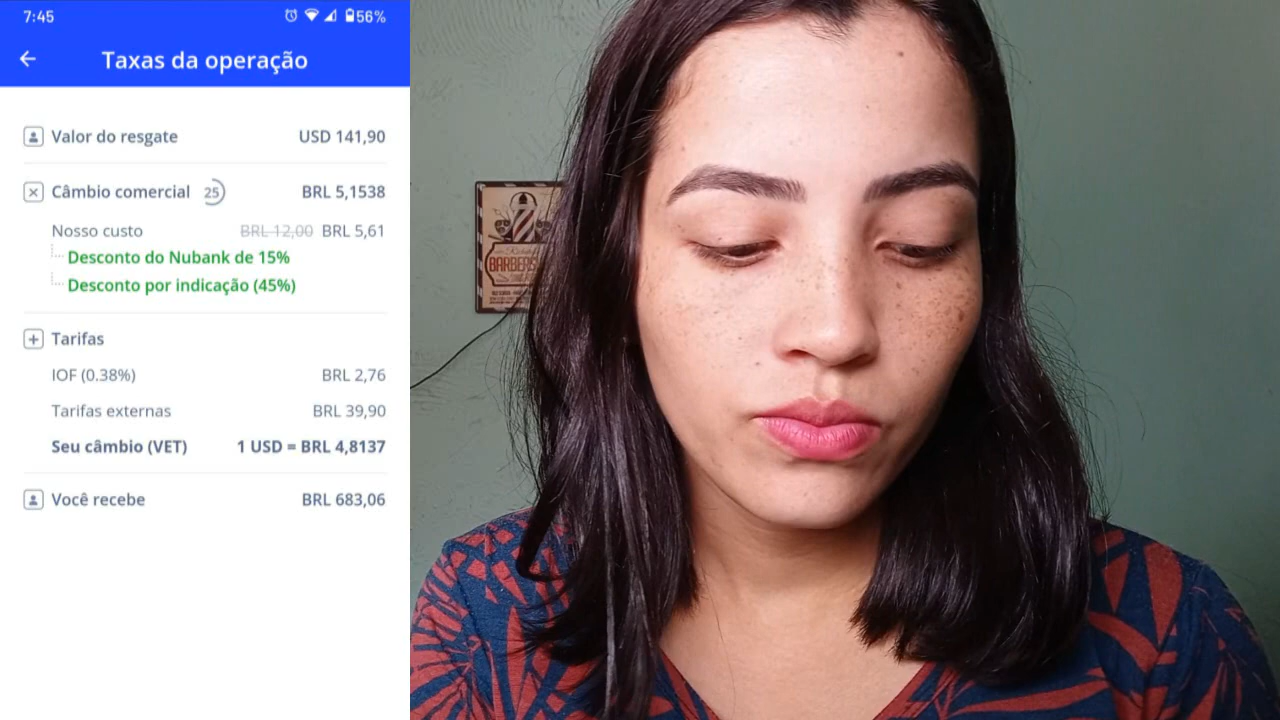 7:45
56%
Taxas da operação
Valor do resgate USD 141,90
Câmbio comercial 25 BRL 5,1538
Nosso custo BRL 12,00 BRL 5,61
Desconto do Nubank de 15%
Desconto por indicação (45%)
Tarifas
IOF (0.38%) BRL 2,76
Tarifas externas BRL 39,90
Seu câmbio (VET) 1 USD = BRL 4,8137
Você recebe BRL 683,06